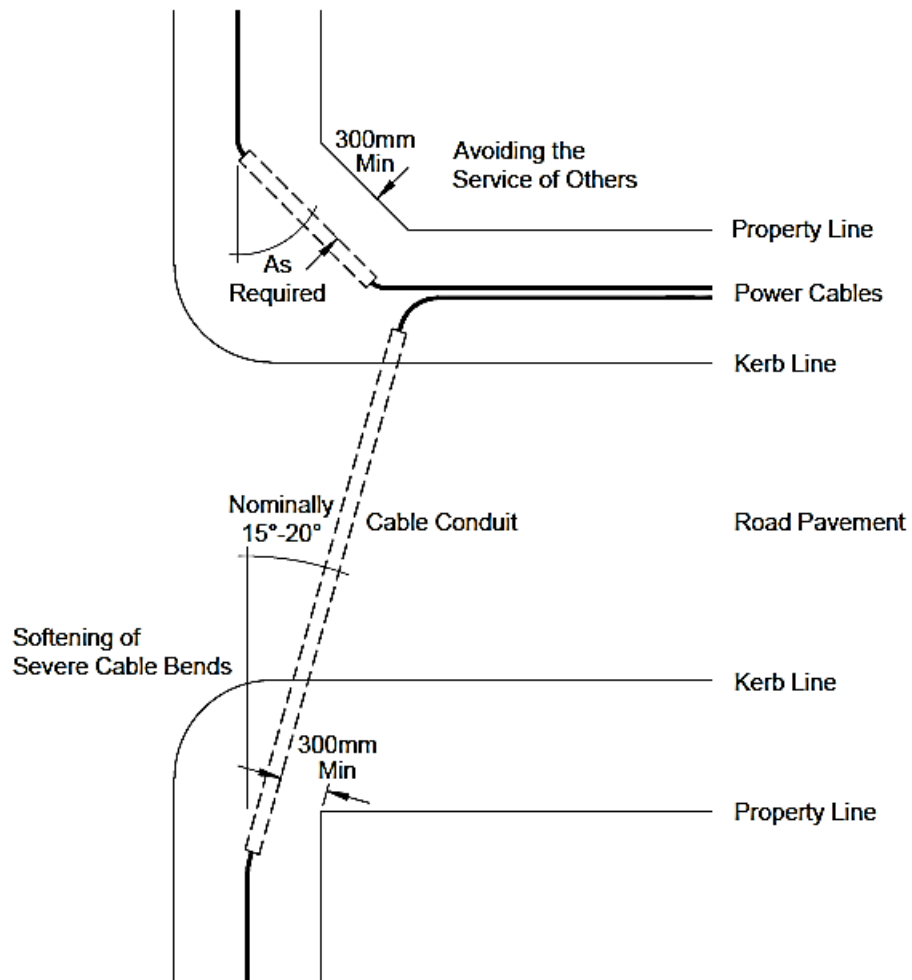 300mm
Min
Avoiding the
Service of Others
Property Line
As
Required
Power Cables
Kerb Line
Nominally
15°-20°
Cable Conduit
Road Pavement
Softening of
Severe Cable Bends
Kerb Line
300mm
Min
Property Line